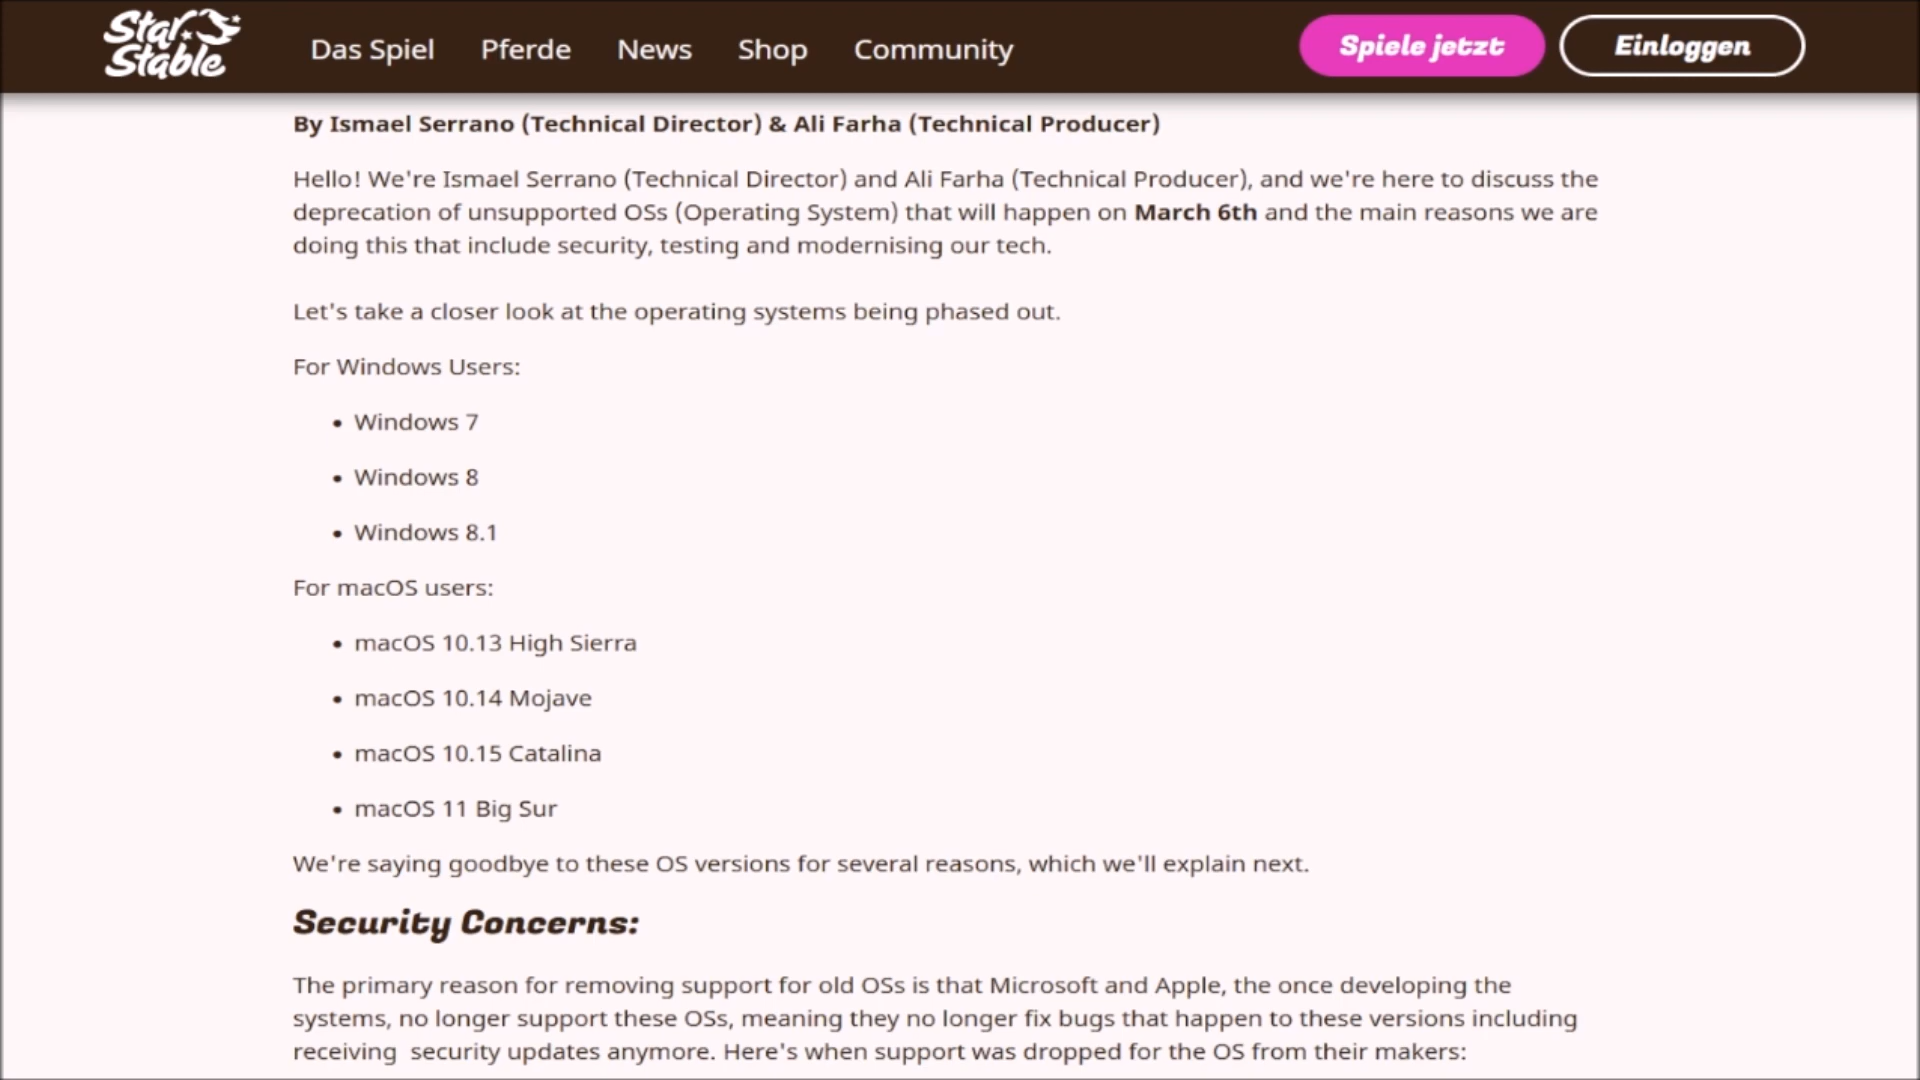 Star Stable
Das Spiel
Pferde
News
Shop
Community
Spiele jetzt
Einloggen
By Ismael Serrano (Technical Director) & Ali Farha (Technical Producer)
Hello! We're Ismael Serrano (Technical Director) and Ali Farha (Technical Producer), and we're here to discuss the
deprecation of unsupported OSs (Operating System) that will happen on March 6th and the main reasons we are
doing this that include security, testing and modernising our tech.
Let's take a closer look at the operating systems being phased out.
For Windows Users:
• Windows 7
• Windows 8
• Windows 8.1
For macOS users:
• macOS 10.13 High Sierra
• macOS 10.14 Mojave
• macOS 10.15 Catalina
• macOS 11 Big Sur
We're saying goodbye to these OS versions for several reasons, which we'll explain next.
Security Concerns:
The primary reason for removing support for old OSs is that Microsoft and Apple, the once developing the
systems, no longer support these OSs, meaning they no longer fix bugs that happen to these versions including
receiving  security updates anymore. Here's when support was dropped for the OS from their makers: